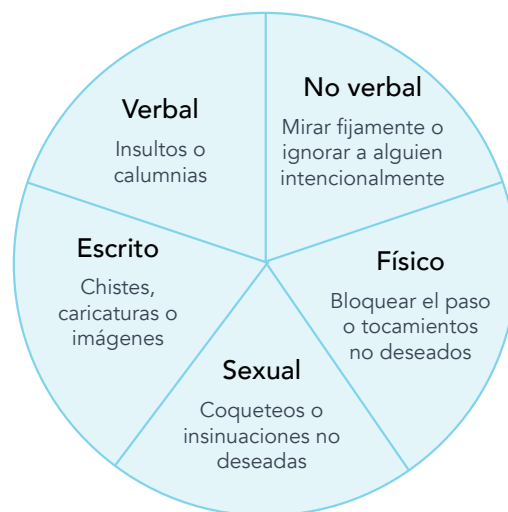 Verbal
Insultos o
calumnias
No verbal
Mirar fijamente o
ignorar a alguien
intencionalmente
Físico
Bloquear el paso
o tocamientos
no deseados
Sexual
Coqueteos o
insinuaciones no
deseadas
Escrito
Chistes,
caricaturas o
imágenes